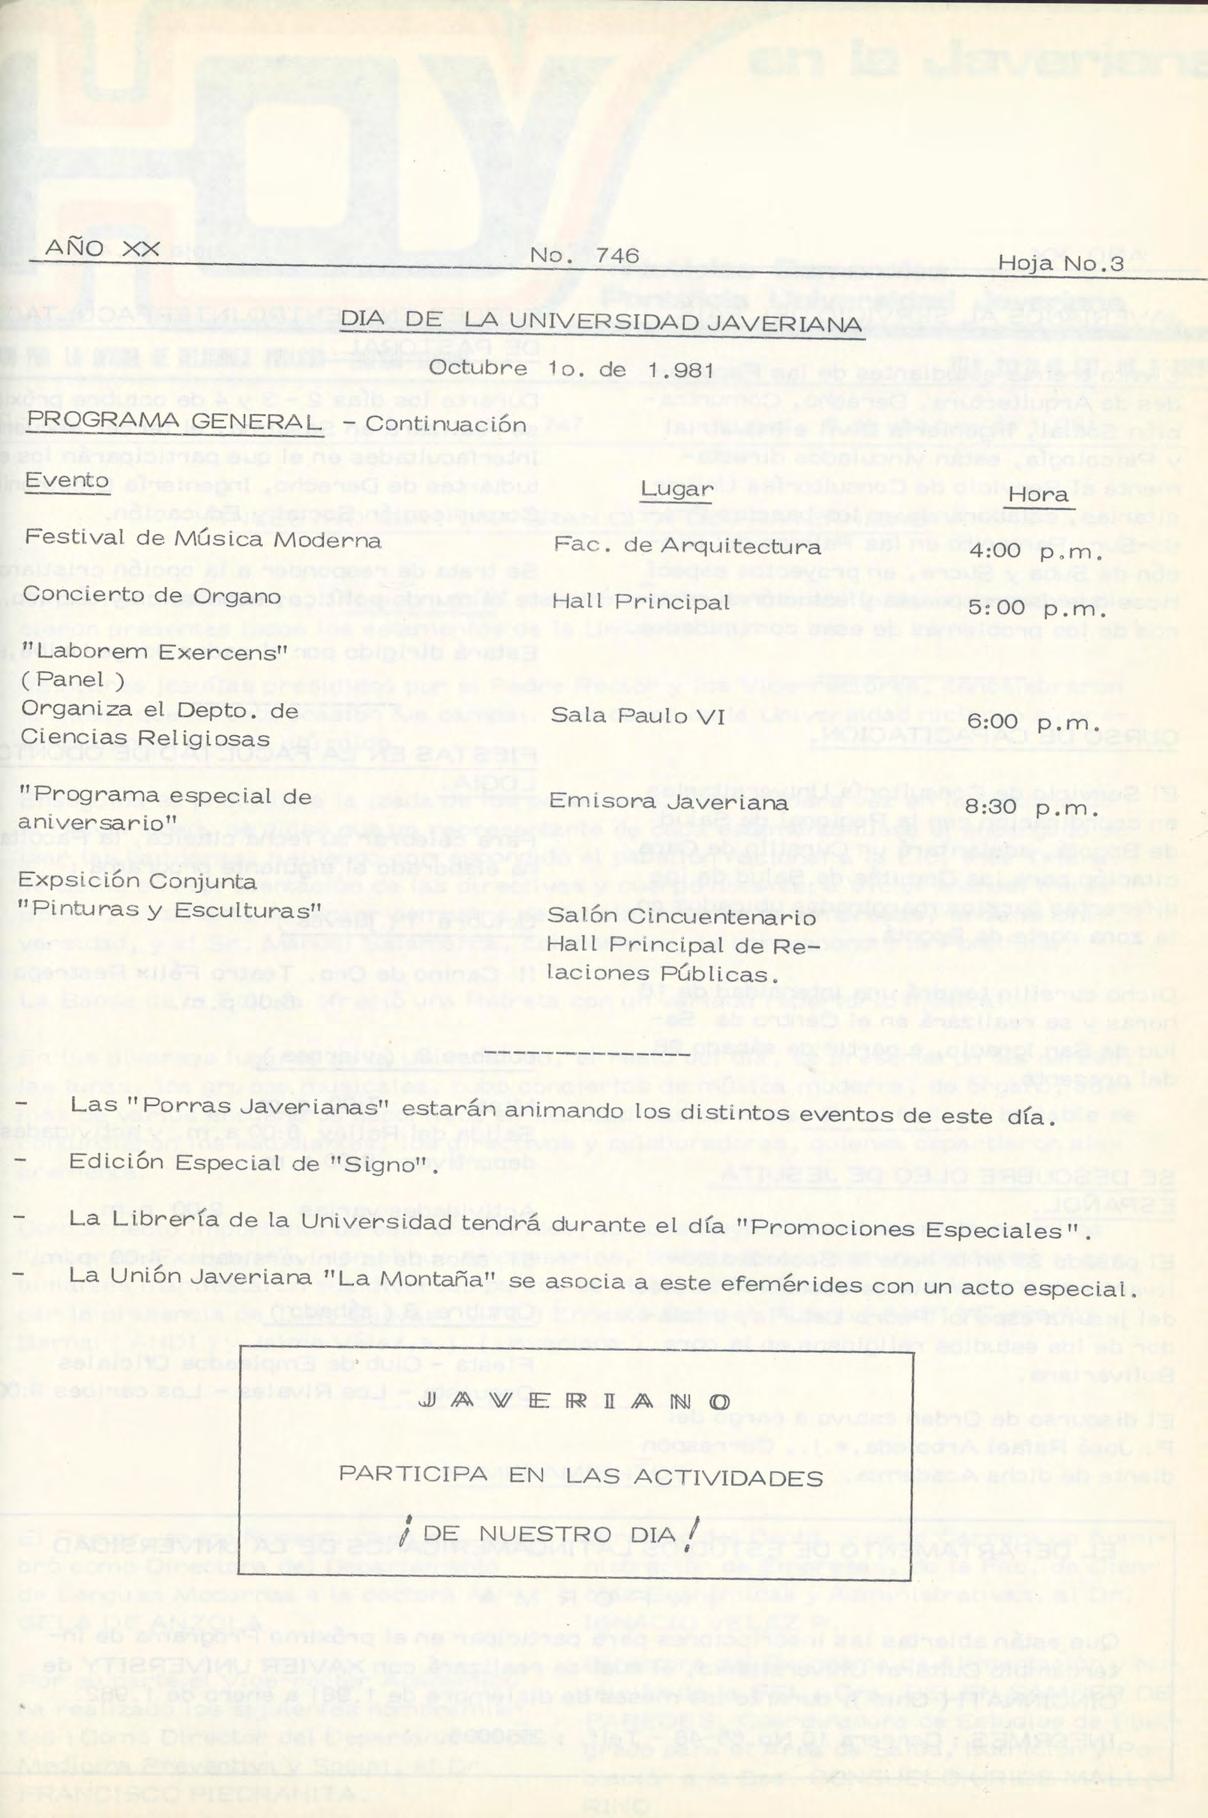 AÑO XX No. 746 Hoja No.3
DIA DE LA UNIVERSIDAD JAVERIANA
Octubre 1o. de 1.981
PROGRAMA GENERAL - Continuación
Evento Lugar Hora
Festival de Música Moderna Fac. de Arquitectura 4:00 p.m.
Concierto de Organo Hall Principal 5:00 p.m.
"Laborem Exercens"
( Panel )
Organiza el Depto. de Sala Paulo VI 6:00 p.m.
Ciencias Religiosas
"Programa especial de Emisora Javeriana 8:30 p.m.
aniversario"
Expsición Conjunta
"Pinturas y Esculturas" Salón Cincuentenario
Hall Principal de Re-
laciones Públicas.
- Las "Porras Javerianas" estarán animando los distintos eventos de este día.
- Edición Especial de "Signo".
- La Librería de la Universidad tendrá durante el día "Promociones Especiales".
- La Unión Javeriana "La Montaña" se asocia a este efemérides con un acto especial.
JAVERIANO
PARTICIPA EN LAS ACTIVIDADES
¡ DE NUESTRO DIA !